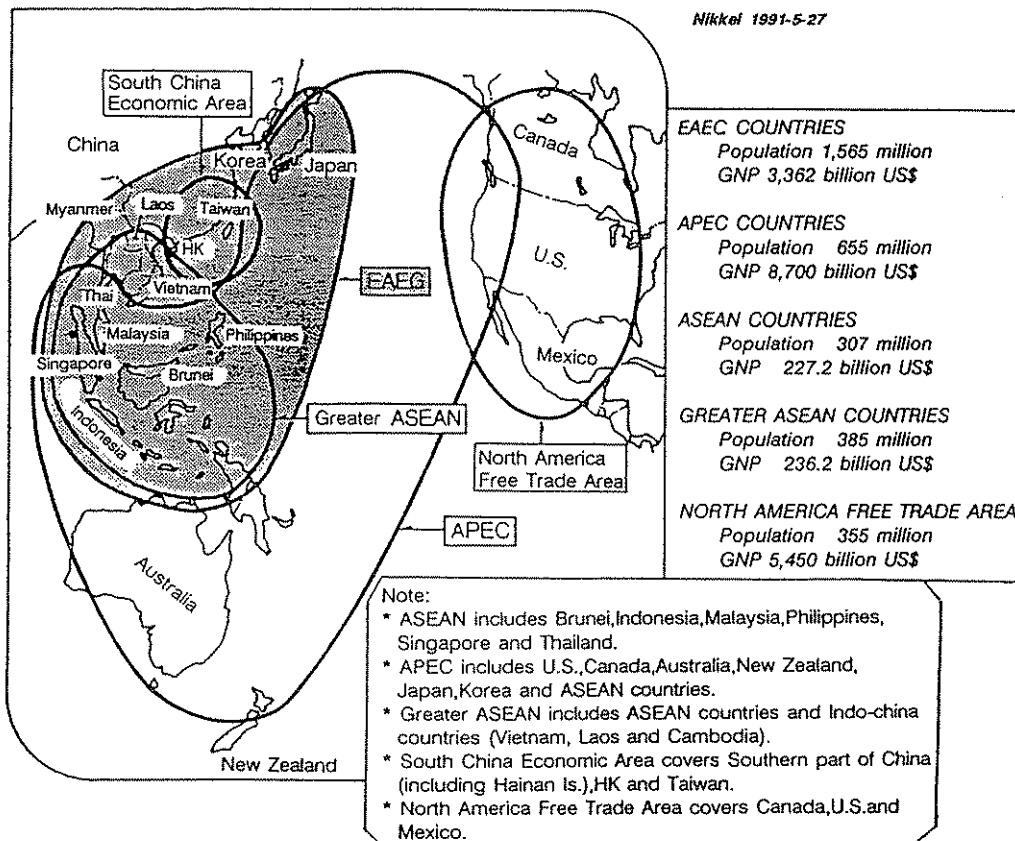 Nikkei 1991-5-27
South China
Economic Area
China
Korea
Japan
Myanmer
Laos
Taiwan
HK
Vietnam
Thai
Malaysia
Philippines
Singapore
Brunei
Indonesia
EAEG
Greater ASEAN
Canada
U.S.
Mexico
North America
Free Trade Area
APEC
Australia
New Zealand
EAEC COUNTRIES
Population 1,565 million
GNP 3,362 billion US$
APEC COUNTRIES
Population 655 million
GNP 8,700 billion US$
ASEAN COUNTRIES
Population 307 million
GNP 227.2 billion US$
GREATER ASEAN COUNTRIES
Population 385 million
GNP 236.2 billion US$
NORTH AMERICA FREE TRADE AREA
Population 355 million
GNP 5,450 billion US$
Note:
* ASEAN includes Brunei,Indonesia,Malaysia,Philippines,
Singapore and Thailand.
* APEC includes U.S.,Canada,Australia,New Zealand,
Japan,Korea and ASEAN countries.
* Greater ASEAN includes ASEAN countries and Indo-china
countries (Vietnam, Laos and Cambodia).
* South China Economic Area covers Southern part of China
(including Hainan Is.),HK and Taiwan.
* North America Free Trade Area covers Canada,U.S.and
Mexico.